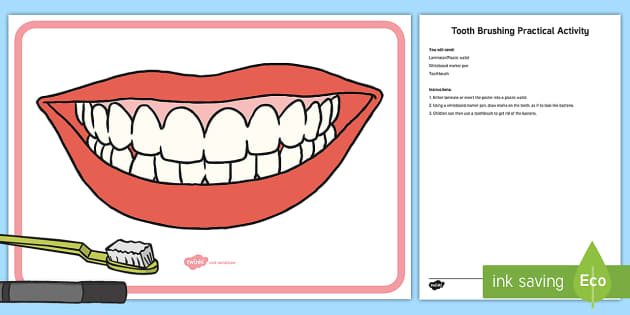 Tooth Brushing Practical Activity
You will need:
Laminator/Plastic wallet
Whiteboard marker pen
Toothbrush
Instructions:
1. Either laminate or insert the poster into a plastic wallet.
2. Using a whiteboard marker pen, draw marks on the teeth, as if to look like bacteria.
3. Children can then use a toothbrush to get rid of the bacteria.
twinkl
twinkl
ink saving
Eco